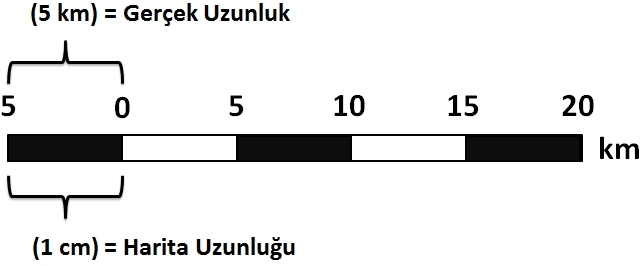 (5 km) = Gerçek Uzunluk
5 0 5 10 15 20
km
(1 cm) = Harita Uzunluğu